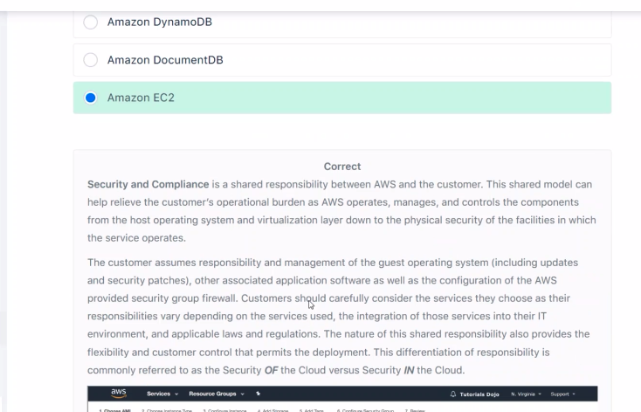 Amazon DynamoDB
Amazon DocumentDB
Amazon EC2
Correct
Security and Compliance is a shared responsibility between AWS and the customer. This shared model can
help relieve the customer's operational burden as AWS operates, manages, and controls the components
from the host operating system and virtualization layer down to the physical security of the facilities in which
the service operates.
The customer assumes responsibility and management of the guest operating system (including updates
and security patches), other associated application software as well as the configuration of the AWS
provided security group firewall. Customers should carefully consider the services they choose as their
responsibilities vary depending on the services used, the integration of those services into their IT
environment, and applicable laws and regulations. The nature of this shared responsibility also provides the
flexibility and customer control that permits the deployment. This differentiation of responsibility is
commonly referred to as the Security OF the Cloud versus Security IN the Cloud.
aws Services Resource Groups Tutorials Dojo N. Virginia Support
1. Choose AMI 2. Choose Instance Type 3. Configure Instance 4. Add Storage 5. Add Tags 6. Configure Security Group 7. Review